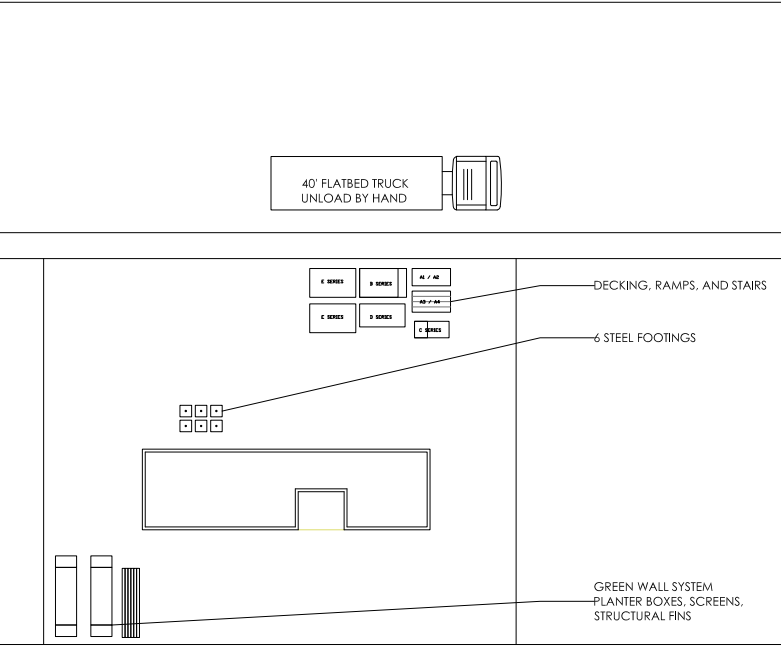 40' FLATBED TRUCK
UNLOAD BY HAND
E SERIES
B SERIES
A1 / A2
DECKING, RAMPS, AND STAIRS
A3 / A4
E SERIES
D SERIES
C SERIES
6 STEEL FOOTINGS
GREEN WALL SYSTEM
PLANTER BOXES, SCREENS,
STRUCTURAL FINS